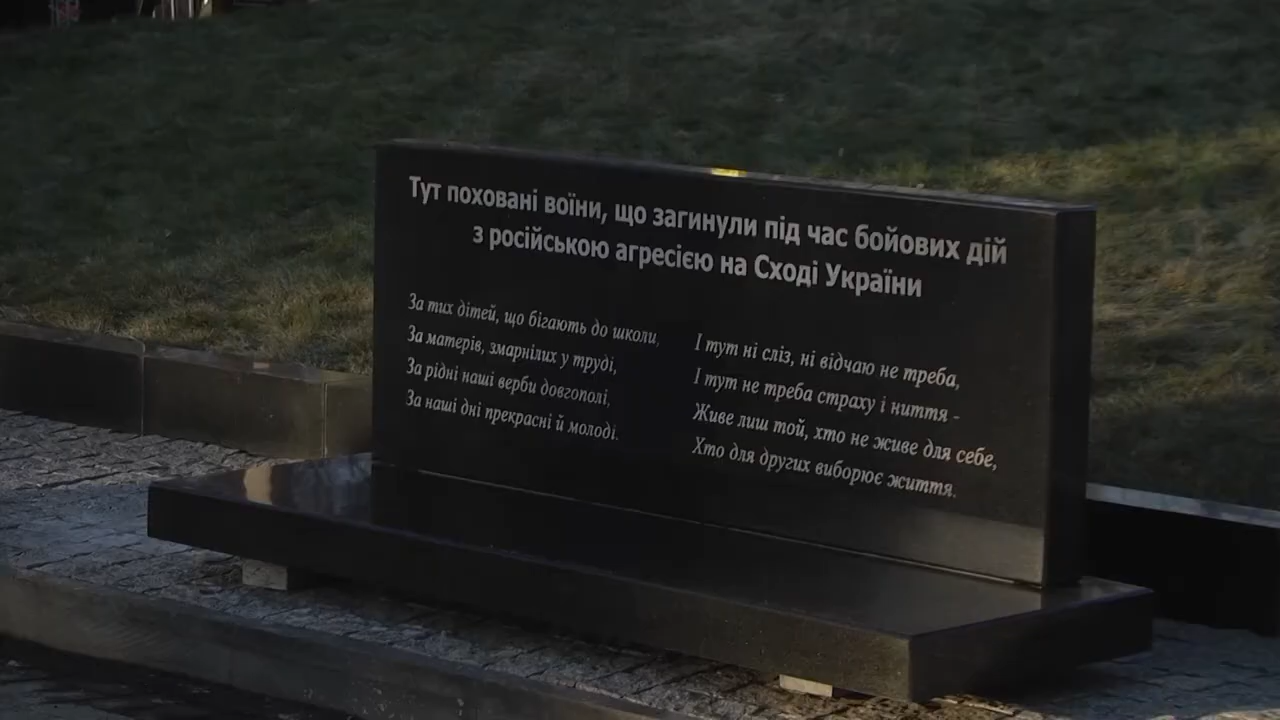 Тут поховані воїни, що загинули під час бойових дій
з російською агресією на Сході України
За тих дітей, що бігають до школи,
За матерів, змарнілих у труді,
За рідні наші верби довгополі,
За наші дні прекрасні й молоді.
І тут ні сліз, ні відчаю не треба,
І тут не треба страху і ниття -
Живе лиш той, хто не живе для себе,
Хто для других виборює життя.